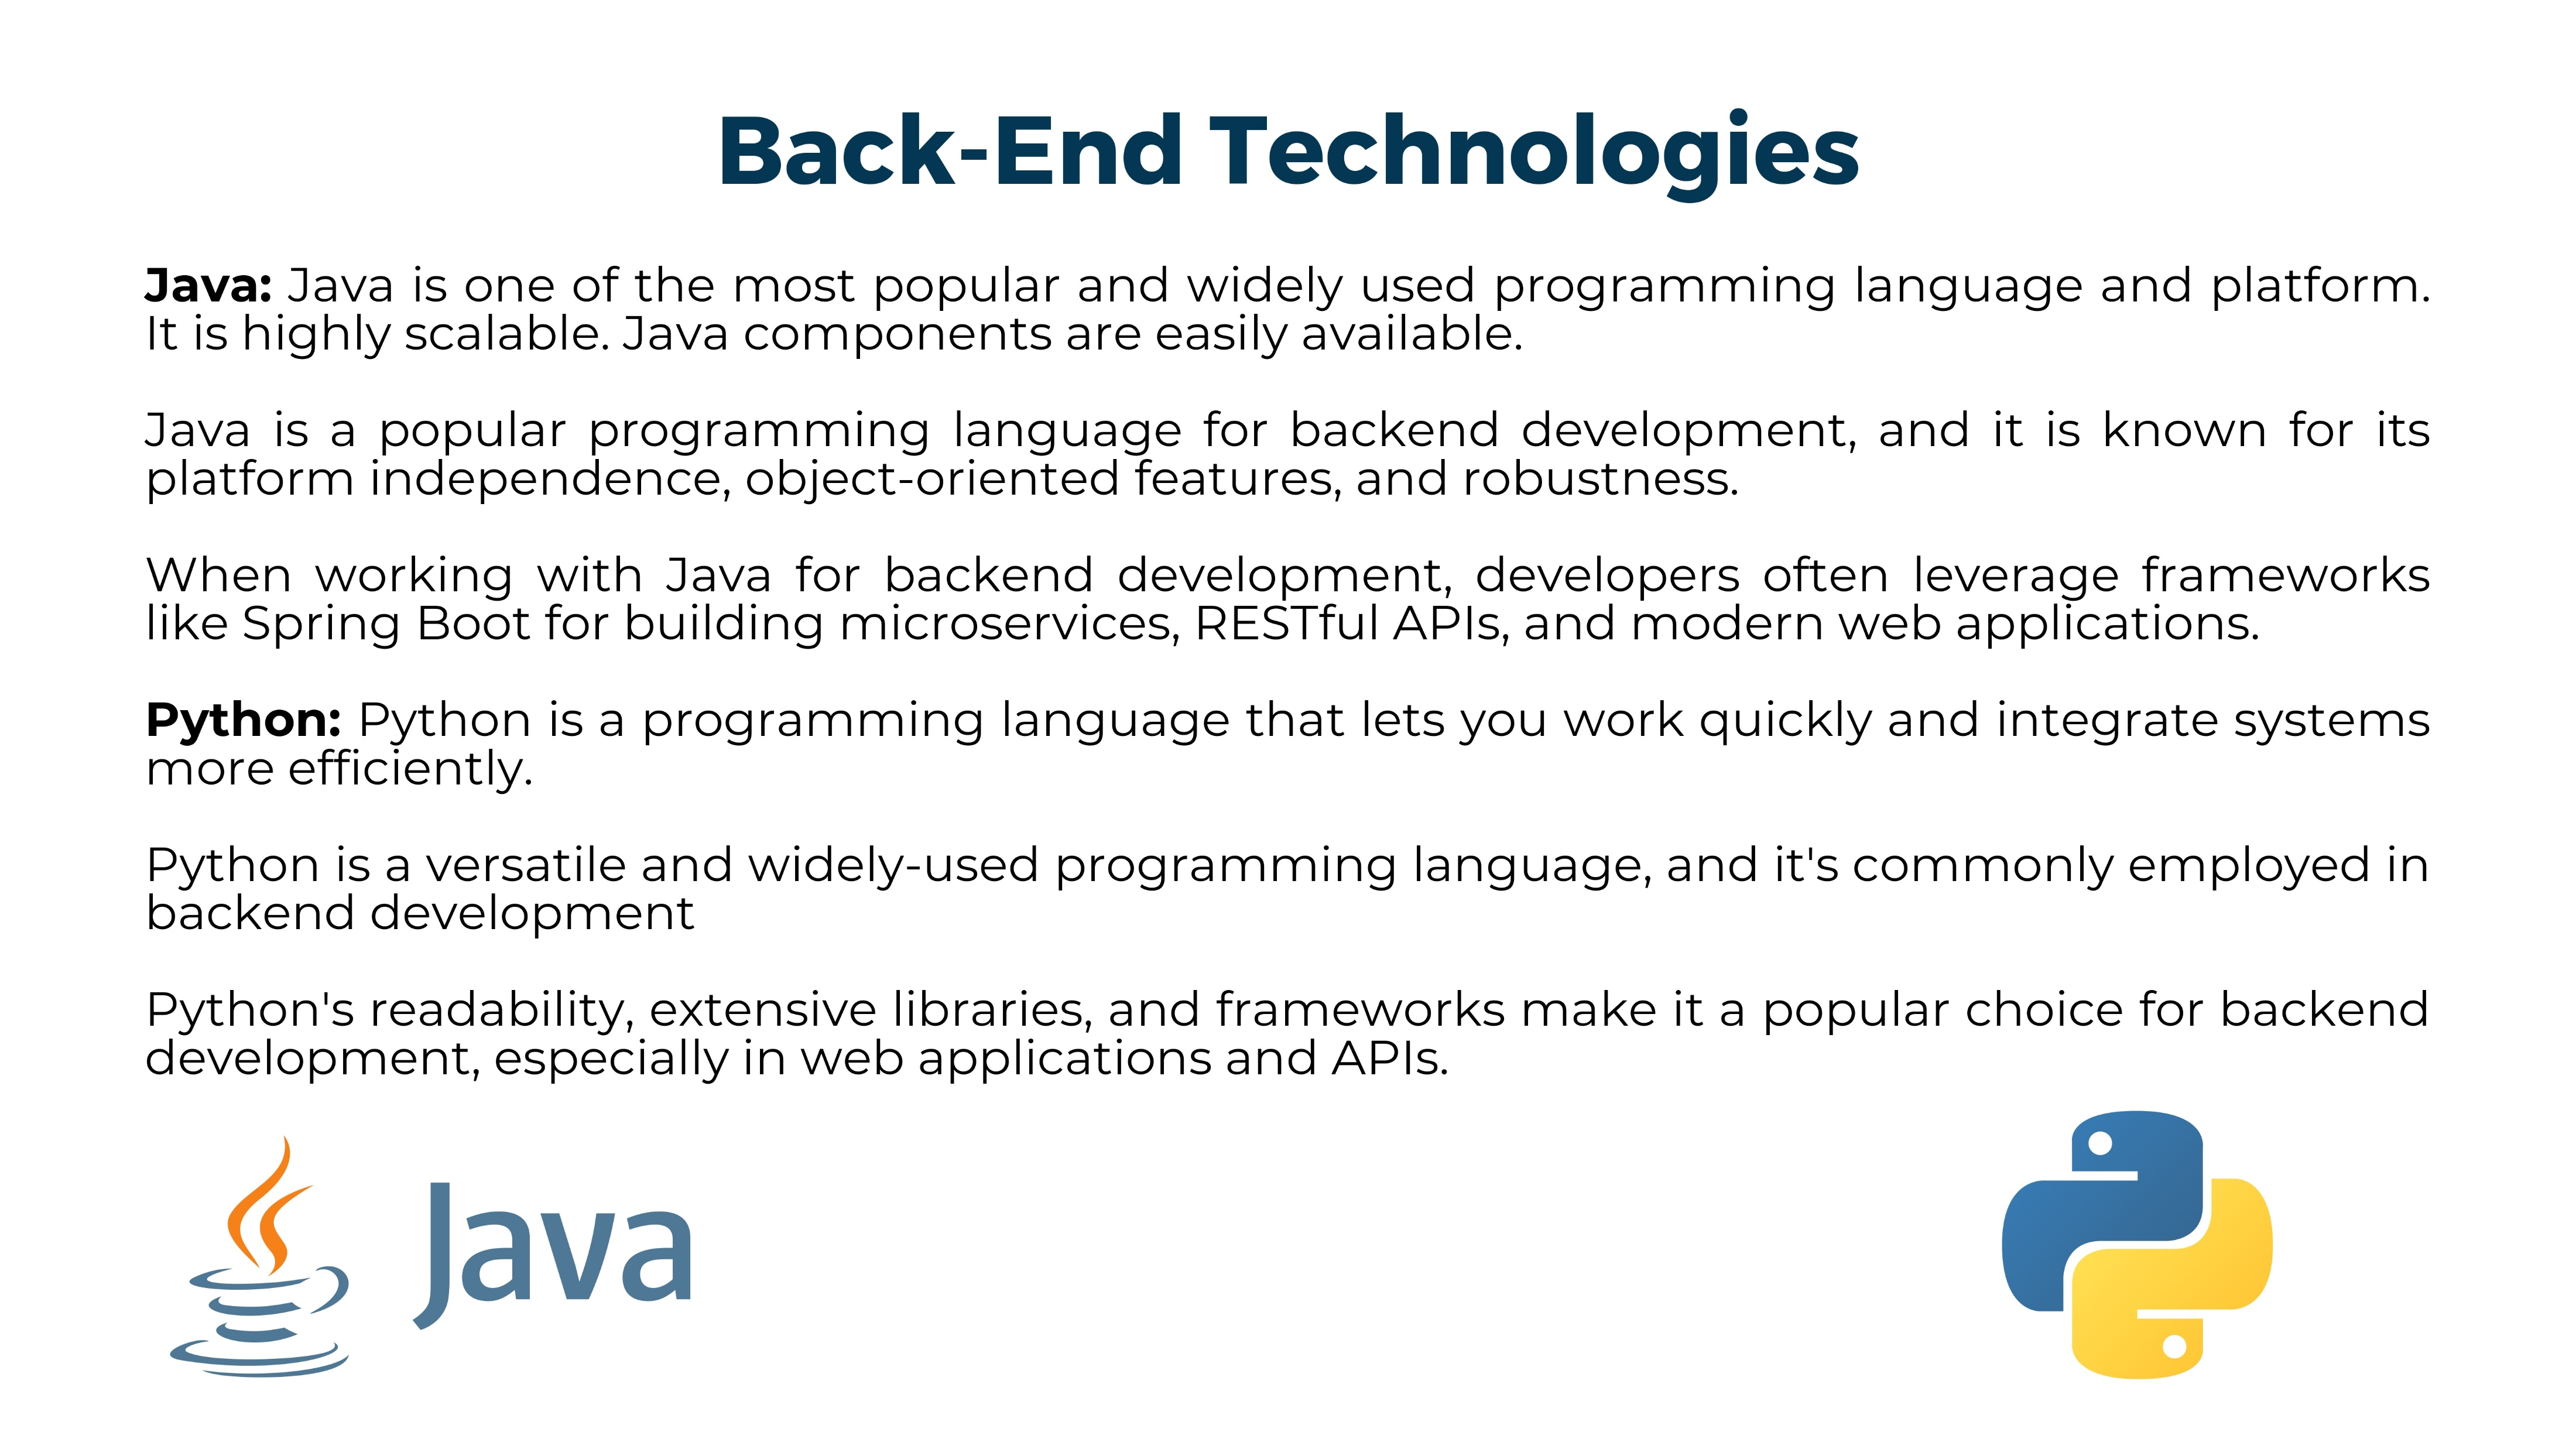 Back-End Technologies
Java: Java is one of the most popular and widely used programming language and platform.
It is highly scalable. Java components are easily available.
Java is a popular programming language for backend development, and it is known for its
platform independence, object-oriented features, and robustness.
When working with Java for backend development, developers often leverage frameworks
like Spring Boot for building microservices, RESTful APIs, and modern web applications.
Python: Python is a programming language that lets you work quickly and integrate systems
more efficiently.
Python is a versatile and widely-used programming language, and it's commonly employed in
backend development
Python's readability, extensive libraries, and frameworks make it a popular choice for backend
development, especially in web applications and APIs.
Java